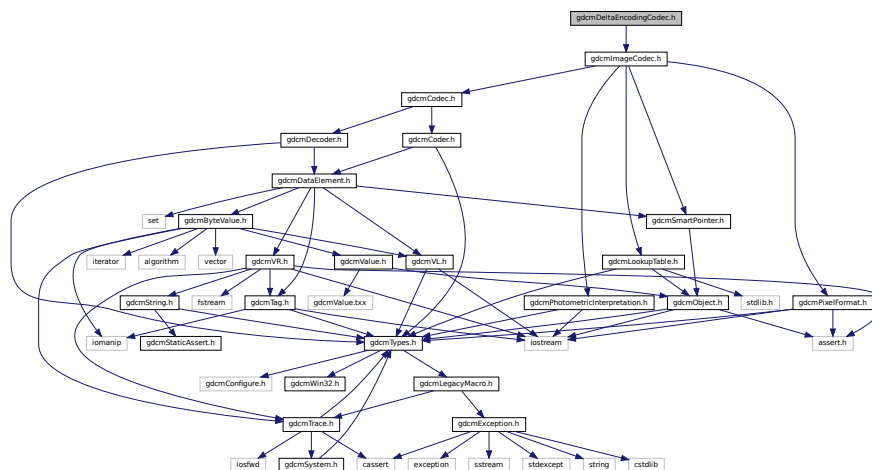 gdcmDeltaEncodingCodec.h
gdcmImageCodec.h
gdcmCodec.h
gdcmDecoder.h
gdcmCoder.h
gdcmDataElement.h
set
gdcmByteValue.h
gdcmSmartPointer.h
iterator
algorithm
vector
gdcmVR.h
gdcmValue.h
gdcmVL.h
gdcmLookupTable.h
gdcmString.h
fstream
gdcmTag.h
gdcmValue.txx
gdcmPhotometricInterpretation.h
gdcmObject.h
stdlib.h
gdcmPixelFormat.h
iomanip
gdcmStaticAssert.h
gdcmTypes.h
iostream
assert.h
gdcmConfigure.h
gdcmWin32.h
gdcmLegacyMacro.h
gdcmTrace.h
gdcmException.h
iosfwd
gdcmSystem.h
cassert
exception
sstream
stdexcept
string
cstdlib